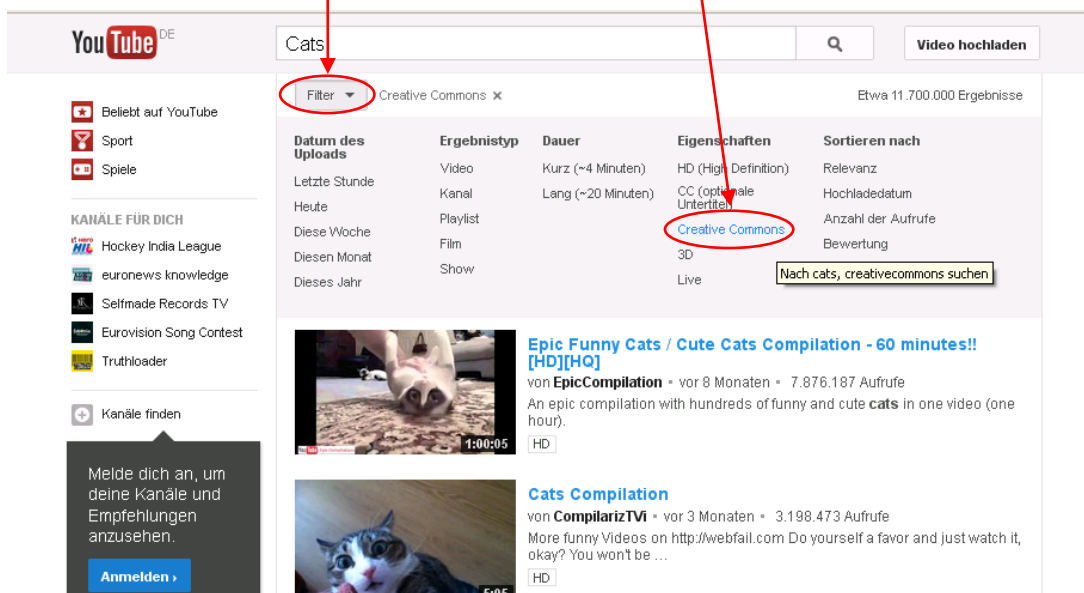 YouTube DE
Cats
Video hochladen
Filter
Creative Commons x
Etwa 11.700.000 Ergebnisse
Beliebt auf YouTube
Sport
Spiele
KANÄLE FÜR DICH
Hockey India League
euronews knowledge
Selfmade Records TV
Eurovision Song Contest
Truthloader
Kanäle finden
Melde dich an, um
deine Kanäle und
Empfehlungen
anzusehen.
Anmelden ›
Datum des
Uploads
Letzte Stunde
Heute
Diese Woche
Diesen Monat
Dieses Jahr
Ergebnistyp
Video
Kanal
Playlist
Film
Show
Dauer
Kurz (~4 Minuten)
Lang (~20 Minuten)
Eigenschaften
HD (High Definition)
CC (optionale
Untertitel)
Creative Commons
3D
Live
Sortieren nach
Relevanz
Hochladedatum
Anzahl der Aufrufe
Bewertung
Nach cats, creativecommons suchen
1:00:05
Epic Funny Cats / Cute Cats Compilation - 60 minutes!!
[HD][HQ]
von EpicCompilation • vor 8 Monaten • 7.876.187 Aufrufe
An epic compilation with hundreds of funny and cute cats in one video (one
hour).
HD
5:05
Cats Compilation
von CompilarizTVi • vor 3 Monaten • 3.198.473 Aufrufe
More funny Videos on http://webfail.com Do yourself a favor and just watch it,
okay? You won't be ...
HD